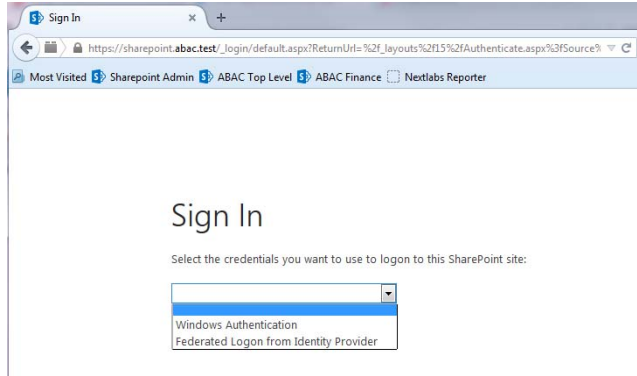 Sign In
https://sharepoint.abac.test/_login/default.aspx?ReturnUrl=%2f_layouts%2f15%2fAuthenticate.aspx%3fSource%
Most Visited Sharepoint Admin ABAC Top Level ABAC Finance Nextlabs Reporter
Sign In
Select the credentials you want to use to logon to this SharePoint site:
Windows Authentication
Federated Logon from Identity Provider